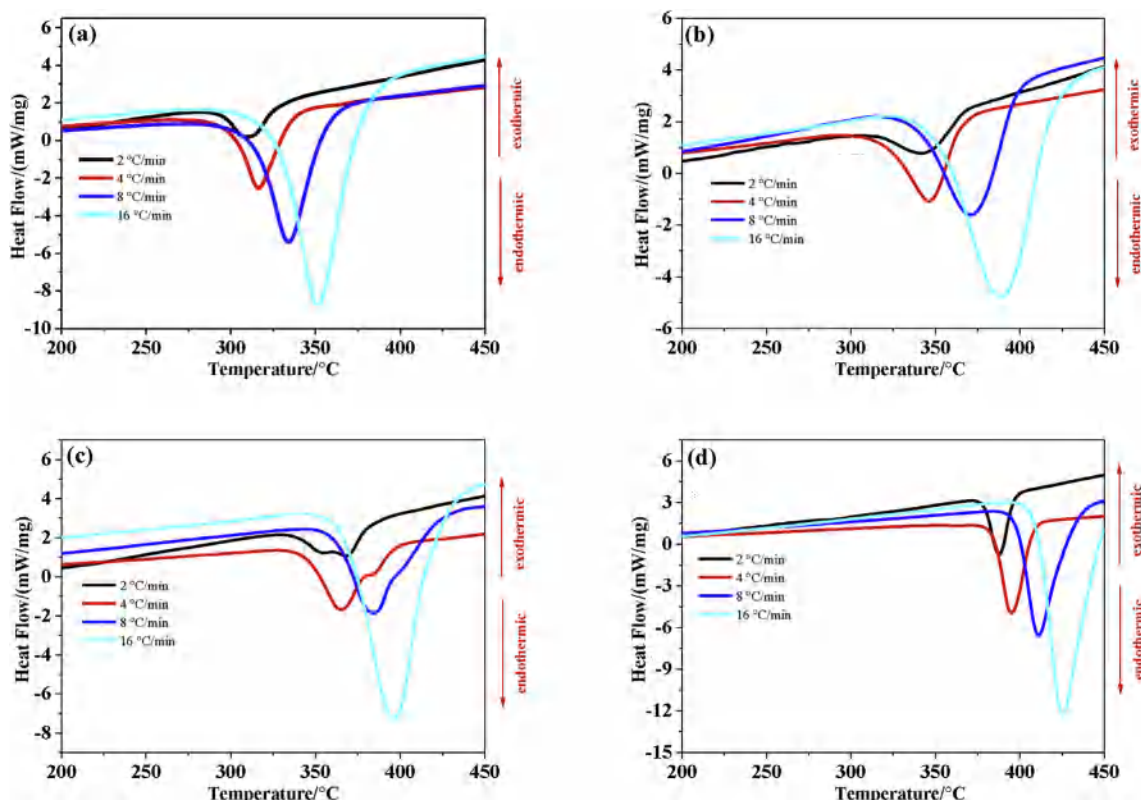 (a)
6
4
2
0
-2
-4
-6
-8
-10
Heat Flow/(mW/mg)
2 °C/min
4 °C/min
8 °C/min
16 °C/min
200 250 300 350 400 450
Temperature/°C
exothermic
endothermic
(b)
6
4
2
0
-2
-4
-6
Heat Flow/(mW/mg)
2 °C/min
4 °C/min
8 °C/min
16 °C/min
200 250 300 350 400 450
Temperature/°C
exothermic
endothermic
(c)
6
4
2
0
-2
-4
-6
-8
Heat Flow/(mW/mg)
2 °C/min
4 °C/min
8 °C/min
16 °C/min
200 250 300 350 400 450
Temperature/°C
exothermic
endothermic
(d)
6
3
0
-3
-6
-9
-12
-15
Heat Flow/(mW/mg)
2 °C/min
4 °C/min
8 °C/min
16 °C/min
200 250 300 350 400 450
Temperature/°C
exothermic
endothermic